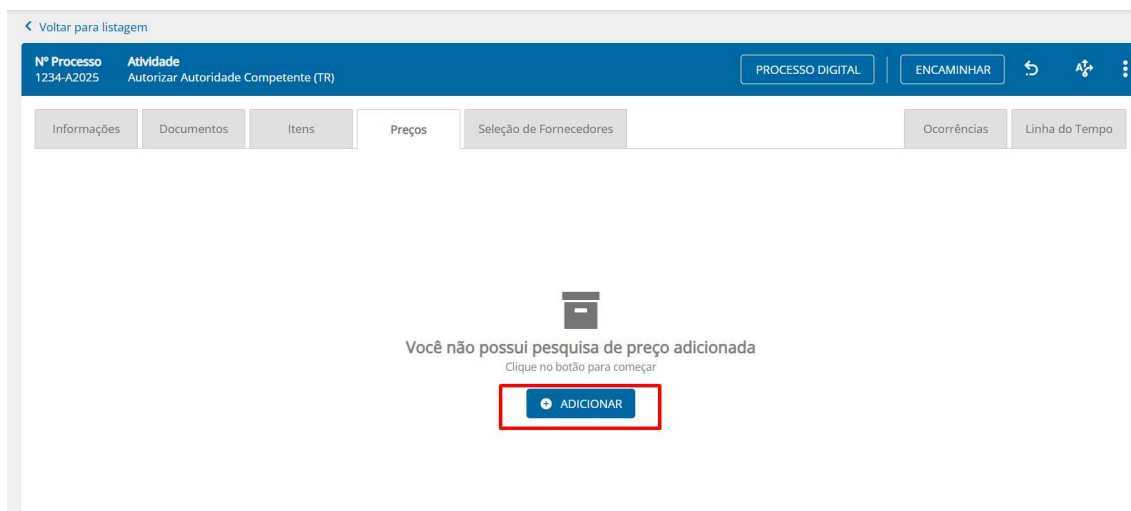 Voltar para listagem
Nº Processo Atividade
1234-A2025 Autorizar Autoridade Competente (TR)
PROCESSO DIGITAL ENCAMINHAR
Informações Documentos Itens Preços Seleção de Fornecedores Ocorrências Linha do Tempo
Você não possui pesquisa de preço adicionada
Clique no botão para começar
ADICIONAR